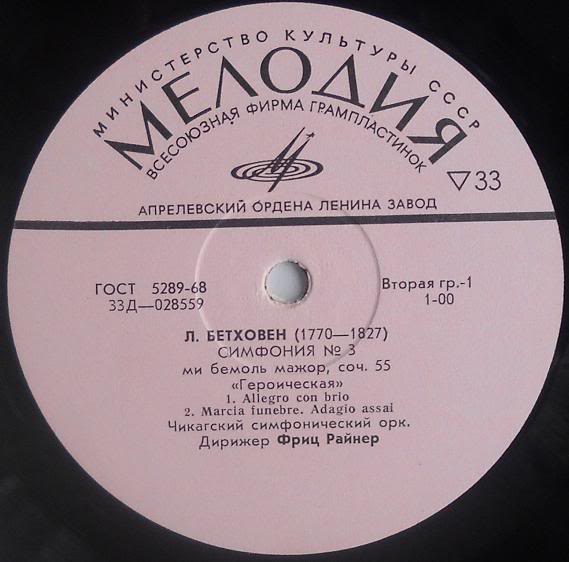 МИНИСТЕРСТВО КУЛЬТУРЫ СССР
МЕЛОДИЯ
ВСЕСОЮЗНАЯ ФИРМА ГРАМПЛАСТИНОК
▽33
АПРЕЛЕВСКИЙ ОРДЕНА ЛЕНИНА ЗАВОД
ГОСТ 5289-68
33Д—028559
Вторая гр.-1
1-00
Л. БЕТХОВЕН (1770—1827)
СИМФОНИЯ № 3
ми бемоль мажор, соч. 55
«Героическая»
1. Allegro con brio
2. Marcia funebre. Adagio assai
Чикагский симфонический орк.
Дирижер Фриц Райнер